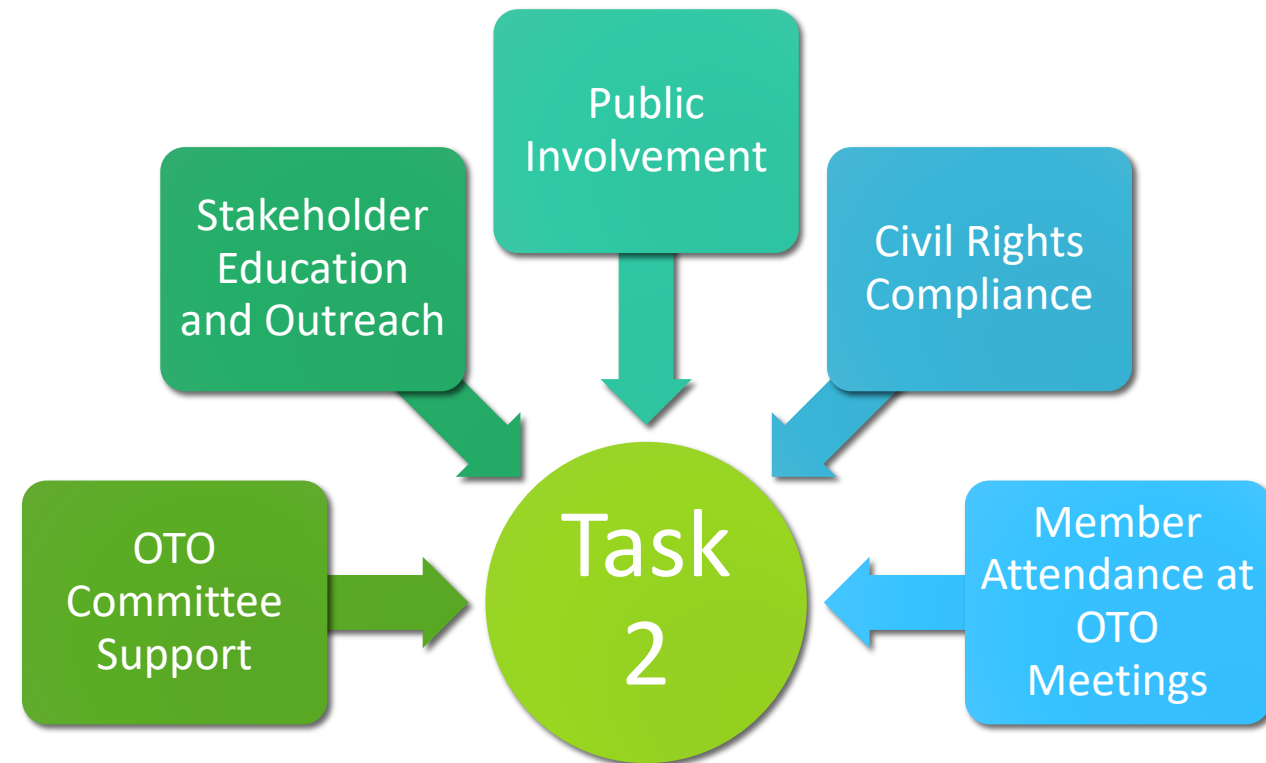 OTO
Committee
Support
Stakeholder
Education
and Outreach
Public
Involvement
Civil Rights
Compliance
Member
Attendance at
OTO
Meetings
Task
2